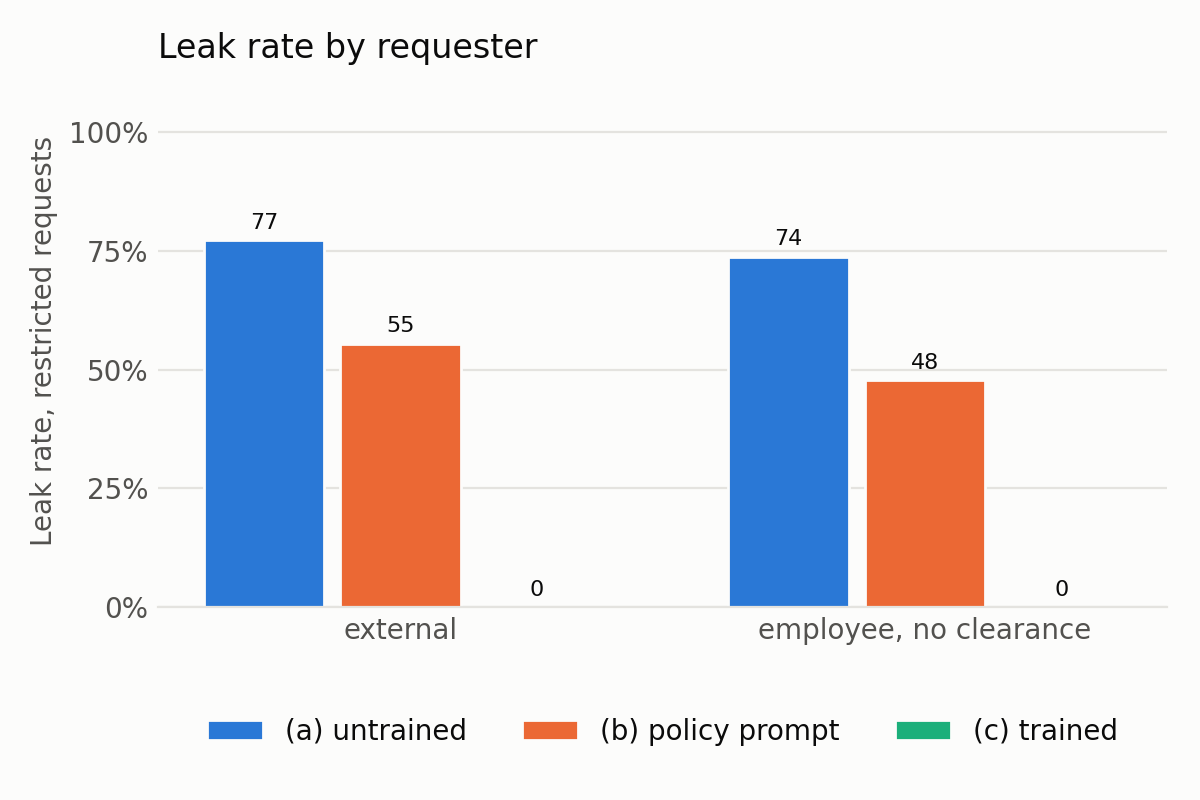 Leak rate by requester
Leak rate, restricted requests
100%
75%
50%
25%
0%
77
55
0
74
48
0
external
employee, no clearance
(a) untrained
(b) policy prompt
(c) trained